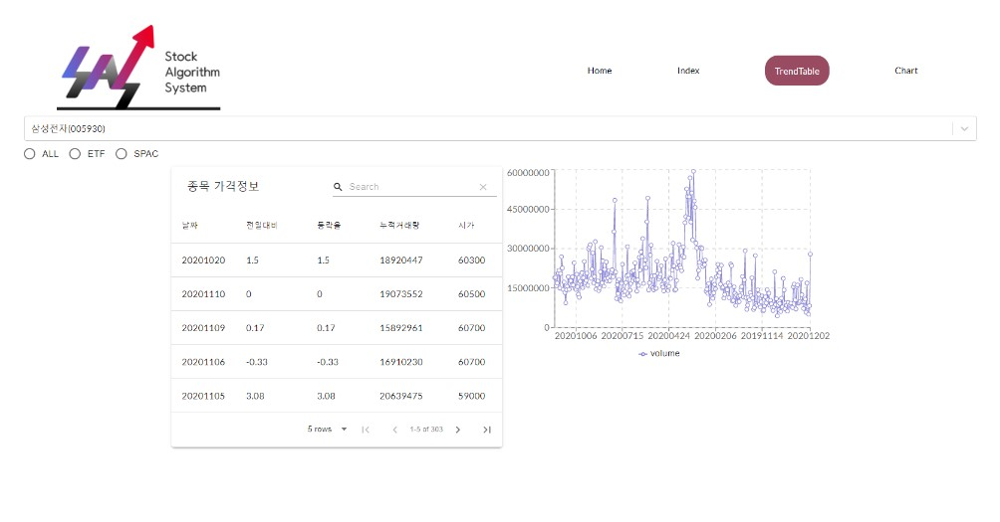 Stock
Algorithm
System
Home Index TrendTable Chart
삼성전자(005930)
ALL ETF SPAC
종목 가격정보 Search
날짜 전일대비 등락율 누적거래량 시가
20201020 1.5 1.5 18920447 60300
20201110 0 0 19073552 60500
20201109 0.17 0.17 15892961 60700
20201106 -0.33 -0.33 16910230 60700
20201105 3.08 3.08 20639475 59000
5 rows 1-5 of 303
60000000
45000000
30000000
15000000
0
20201006 20200715 20200424 20200206 20191114 20201202
volume